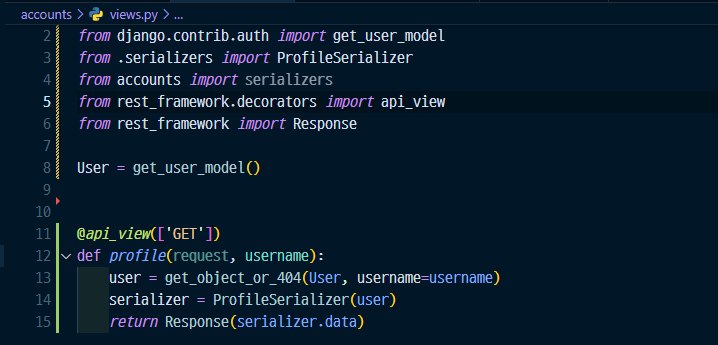 accounts > views.py > ...
2 from django.contrib.auth import get_user_model
3 from .serializers import ProfileSerializer
4 from accounts import serializers
5 from rest_framework.decorators import api_view
6 from rest_framework import Response
7
8 User = get_user_model()
9
10
11 @api_view(['GET'])
12 def profile(request, username):
13     user = get_object_or_404(User, username=username)
14     serializer = ProfileSerializer(user)
15     return Response(serializer.data)